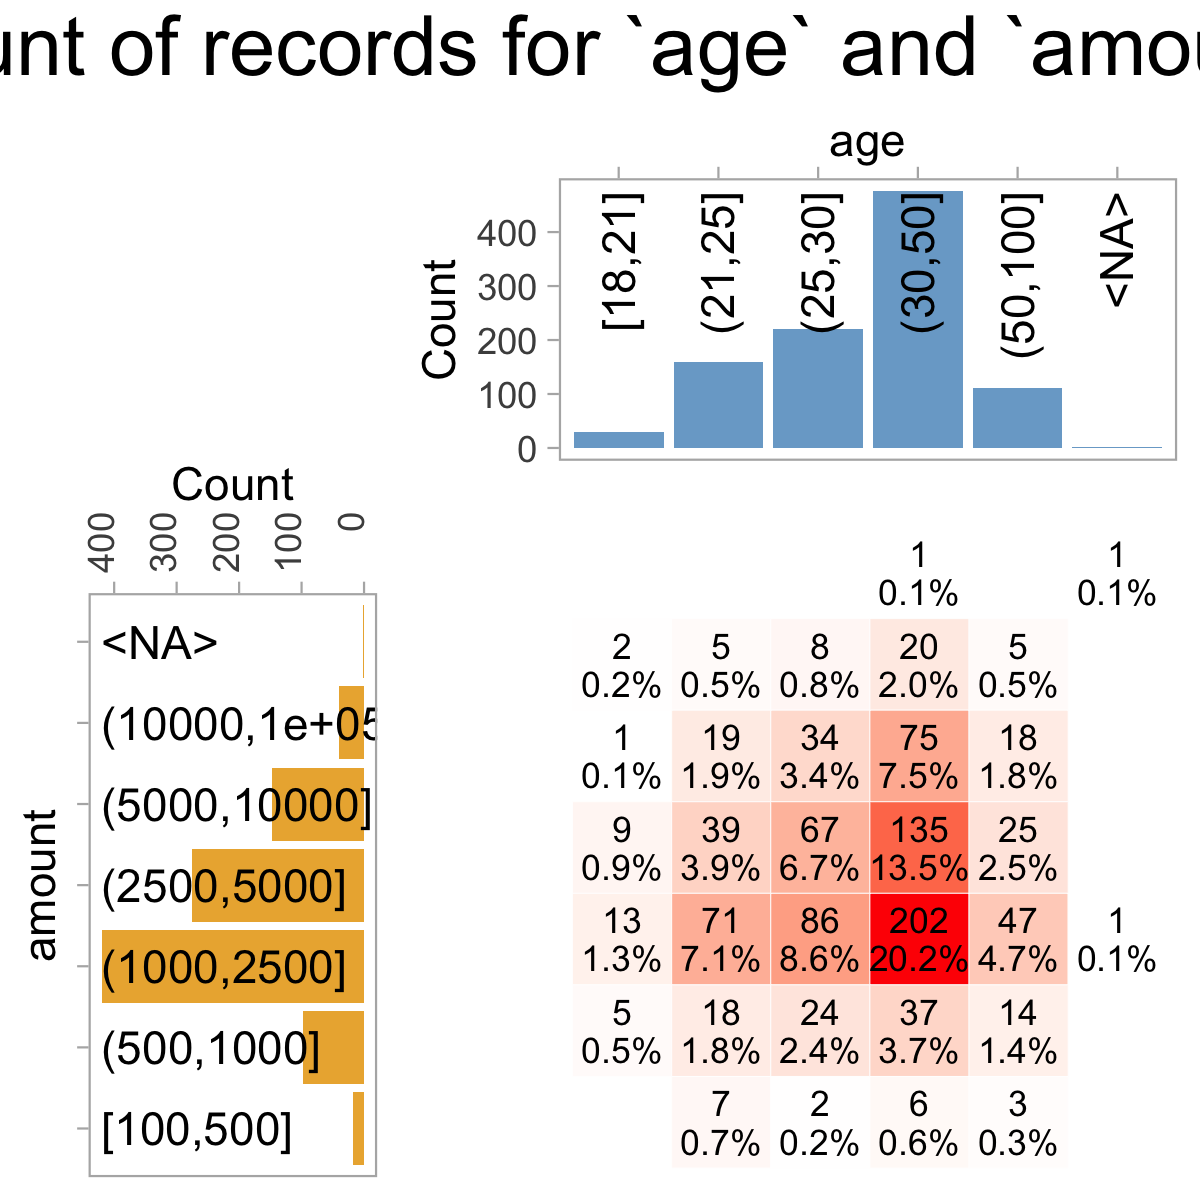 unt of records for `age` and `amou
age
Count
400
300
200
100
0
[18,21]
(21,25]
(25,30]
(30,50]
(50,100]
<NA>
Count
400
300
200
100
0
amount
<NA>
(10000,1e+05
(5000,10000]
(2500,5000]
(1000,2500]
(500,1000]
[100,500]
1 1
0.1% 0.1%
2 5 8 20 5
0.2% 0.5% 0.8% 2.0% 0.5%
1 19 34 75 18
0.1% 1.9% 3.4% 7.5% 1.8%
9 39 67 135 25
0.9% 3.9% 6.7% 13.5% 2.5%
13 71 86 202 47 1
1.3% 7.1% 8.6% 20.2% 4.7% 0.1%
5 18 24 37 14
0.5% 1.8% 2.4% 3.7% 1.4%
7 2 6 3
0.7% 0.2% 0.6% 0.3%